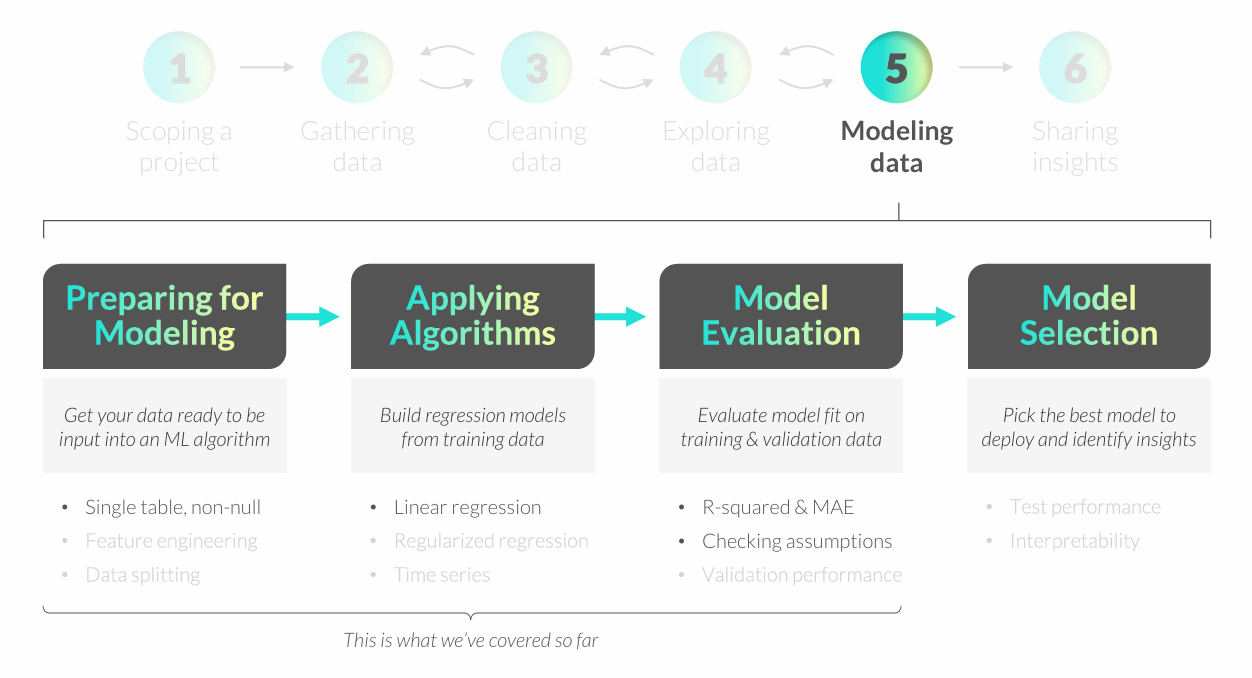 1
2
3
4
5
6
Scoping a
project
Gathering
data
Cleaning
data
Exploring
data
Modeling
data
Sharing
insights
Preparing for
Modeling
Get your data ready to be
input into an ML algorithm
• Single table, non-null
• Feature engineering
• Data splitting
Applying
Algorithms
Build regression models
from training data
• Linear regression
• Regularized regression
• Time series
Model
Evaluation
Evaluate model fit on
training & validation data
• R-squared & MAE
• Checking assumptions
• Validation performance
Model
Selection
Pick the best model to
deploy and identify insights
• Test performance
• Interpretability
This is what we've covered so far